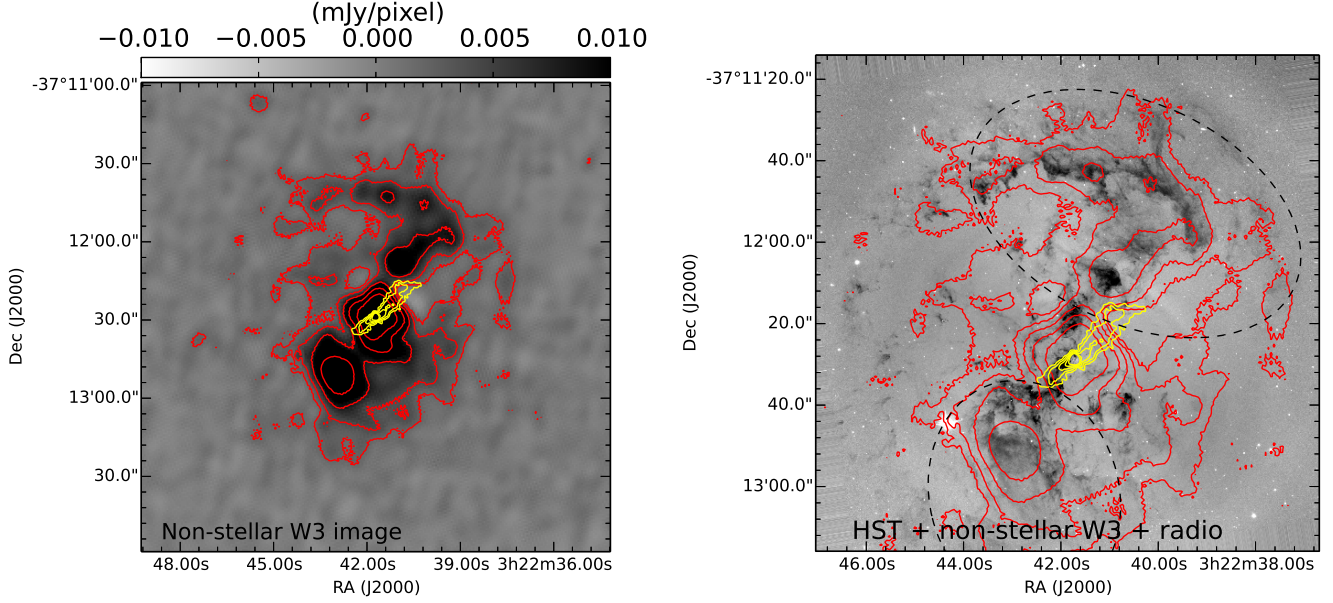 (mJy/pixel)
−0.010 −0.005 0.000 0.005 0.010
-37°11'00.0"
30.0"
12'00.0"
30.0"
13'00.0"
30.0"
Dec (J2000)
Non-stellar W3 image
48.00s 45.00s 42.00s 39.00s 3h22m36.00s
RA (J2000)
-37°11'20.0"
40.0"
12'00.0"
20.0"
40.0"
13'00.0"
Dec (J2000)
HST + non-stellar W3 + radio
46.00s 44.00s 42.00s 40.00s 3h22m38.00s
RA (J2000)